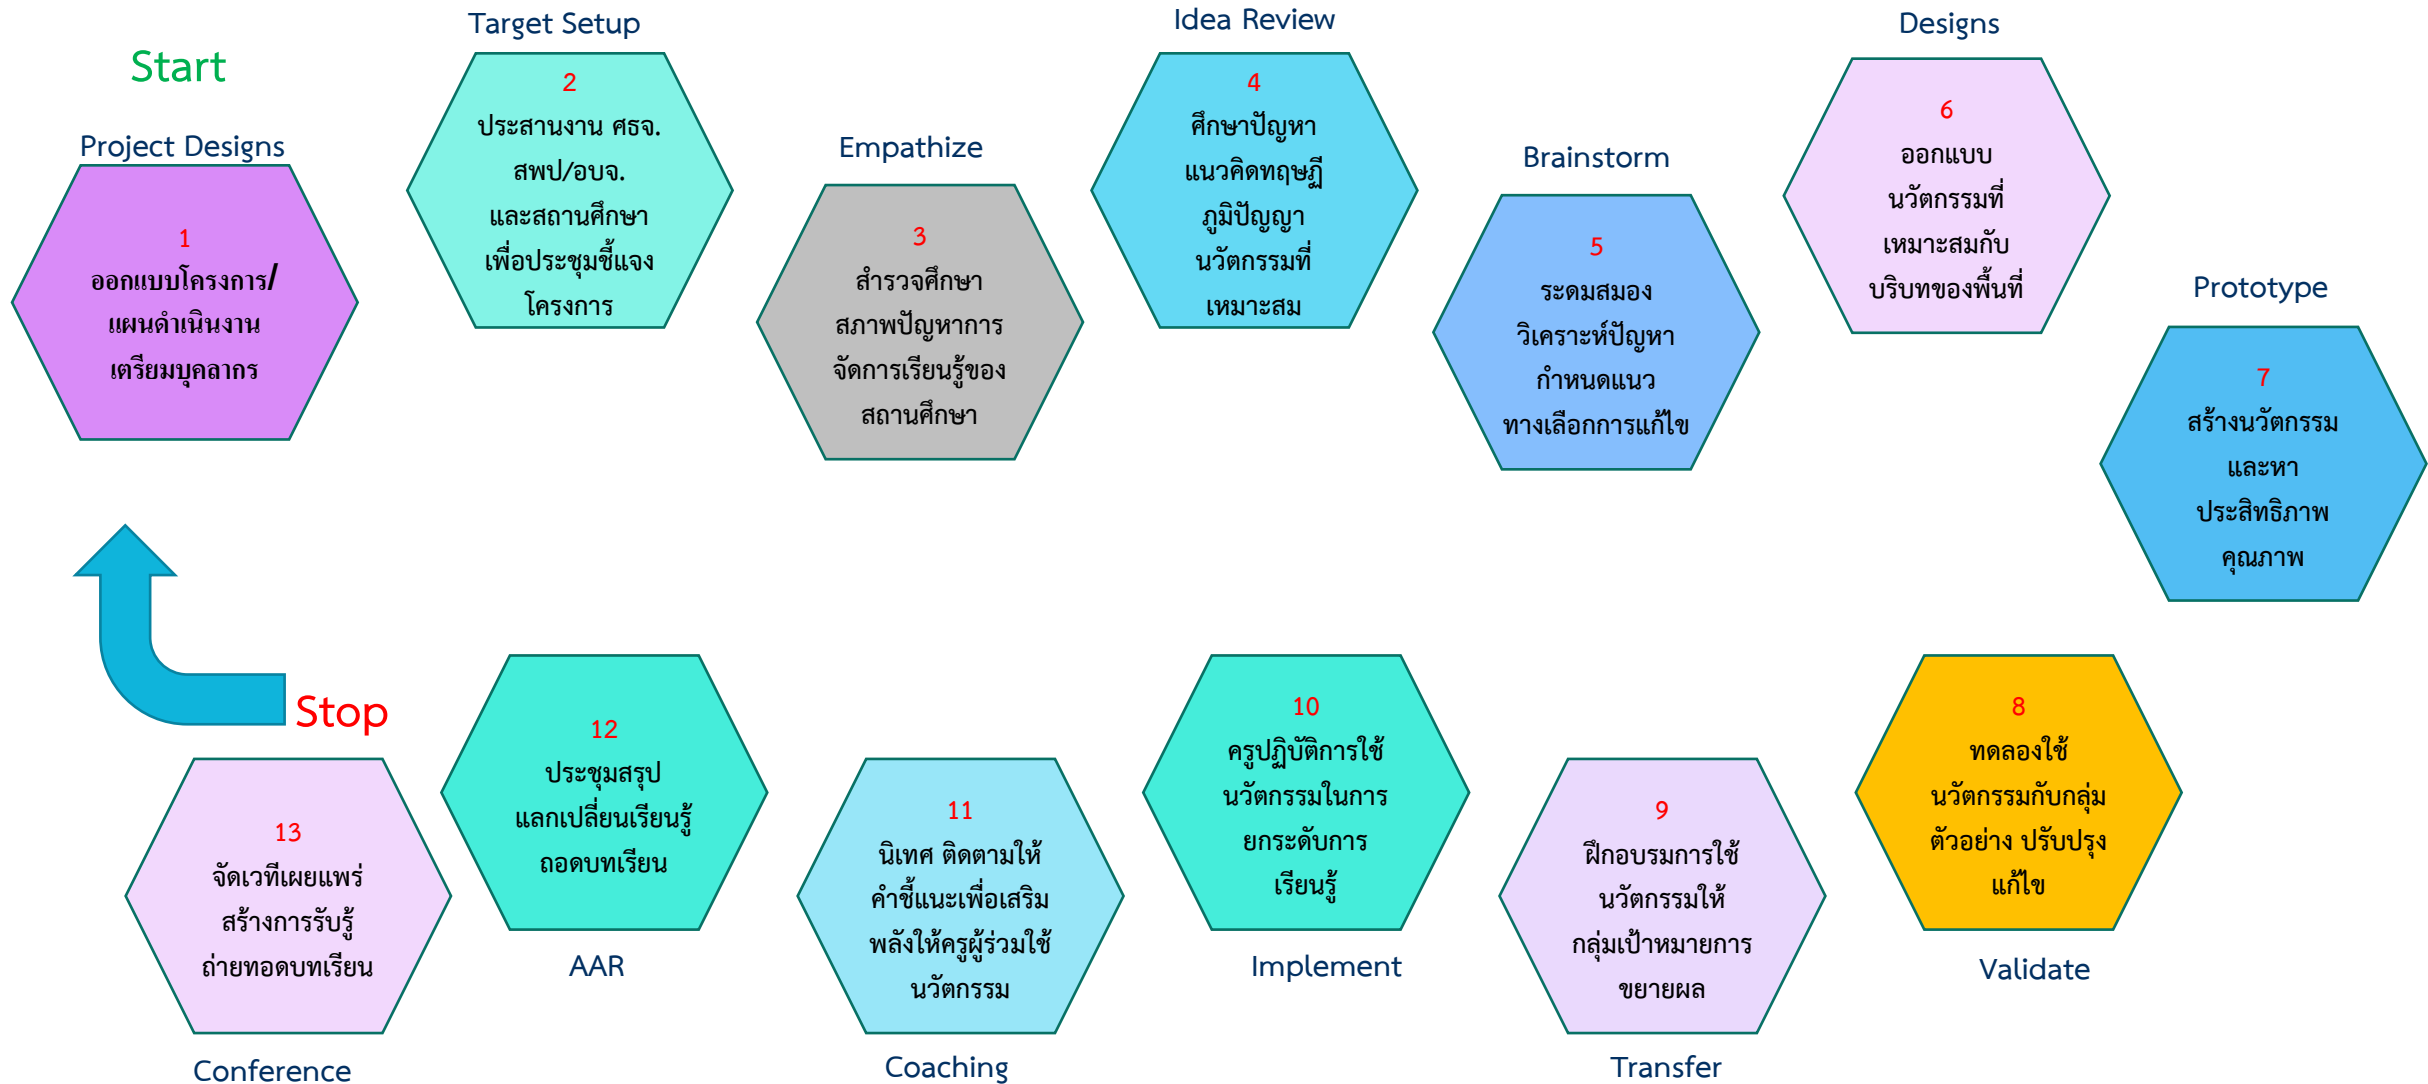 Start
Project Designs
1
ออกแบบโครงการ/
แผนดำเนินงาน
เตรียมบุคลากร
Target Setup
2
ประสานงาน ศธจ.
สพป/อบจ.
และสถานศึกษา
เพื่อประชุมชี้แจง
โครงการ
Empathize
3
สำรวจศึกษา
สภาพปัญหาการ
จัดการเรียนรู้ของ
สถานศึกษา
Idea Review
4
ศึกษาปัญหา
แนวคิดทฤษฎี
ภูมิปัญญา
นวัตกรรมที่
เหมาะสม
Brainstorm
5
ระดมสมอง
วิเคราะห์ปัญหา
กำหนดแนว
ทางเลือกการแก้ไข
Designs
6
ออกแบบ
นวัตกรรมที่
เหมาะสมกับ
บริบทของพื้นที่
Prototype
7
สร้างนวัตกรรม
และหา
ประสิทธิภาพ
คุณภาพ
8
ทดลองใช้
นวัตกรรมกับกลุ่ม
ตัวอย่าง ปรับปรุง
แก้ไข
Validate
9
ฝึกอบรมการใช้
นวัตกรรมให้
กลุ่มเป้าหมายการ
ขยายผล
Transfer
10
ครูปฏิบัติการใช้
นวัตกรรมในการ
ยกระดับการ
เรียนรู้
Implement
11
นิเทศ ติดตามให้
คำชี้แนะเพื่อเสริม
พลังให้ครูผู้ร่วมใช้
นวัตกรรม
Coaching
12
ประชุมสรุป
แลกเปลี่ยนเรียนรู้
ถอดบทเรียน
AAR
Stop
13
จัดเวทีเผยแพร่
สร้างการรับรู้
ถ่ายทอดบทเรียน
Conference